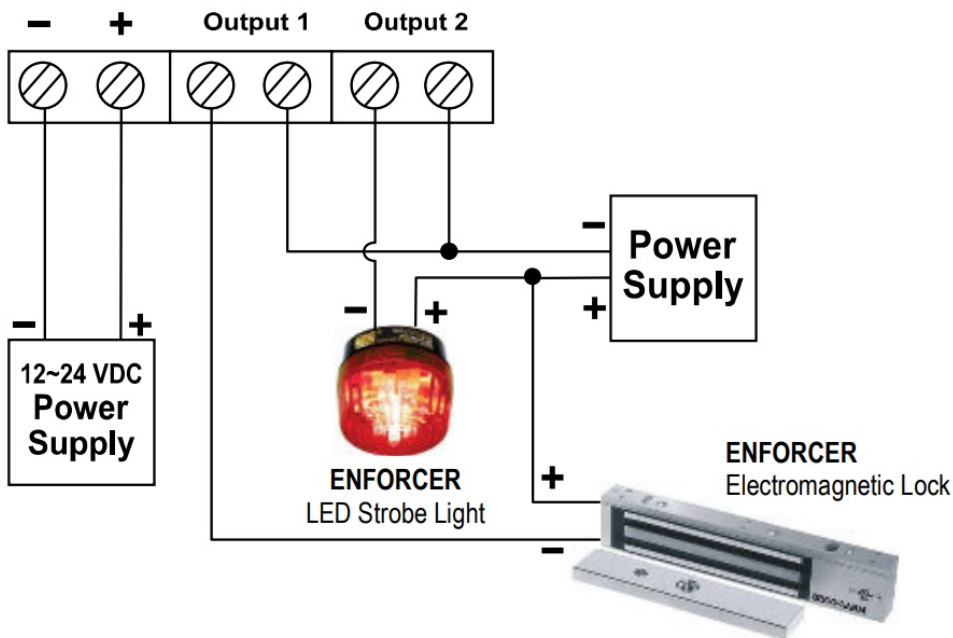 − + Output 1 Output 2
−
Power
Supply
+
− +
12~24 VDC
Power
Supply
− +
ENFORCER
LED Strobe Light
ENFORCER
Electromagnetic Lock
+
−